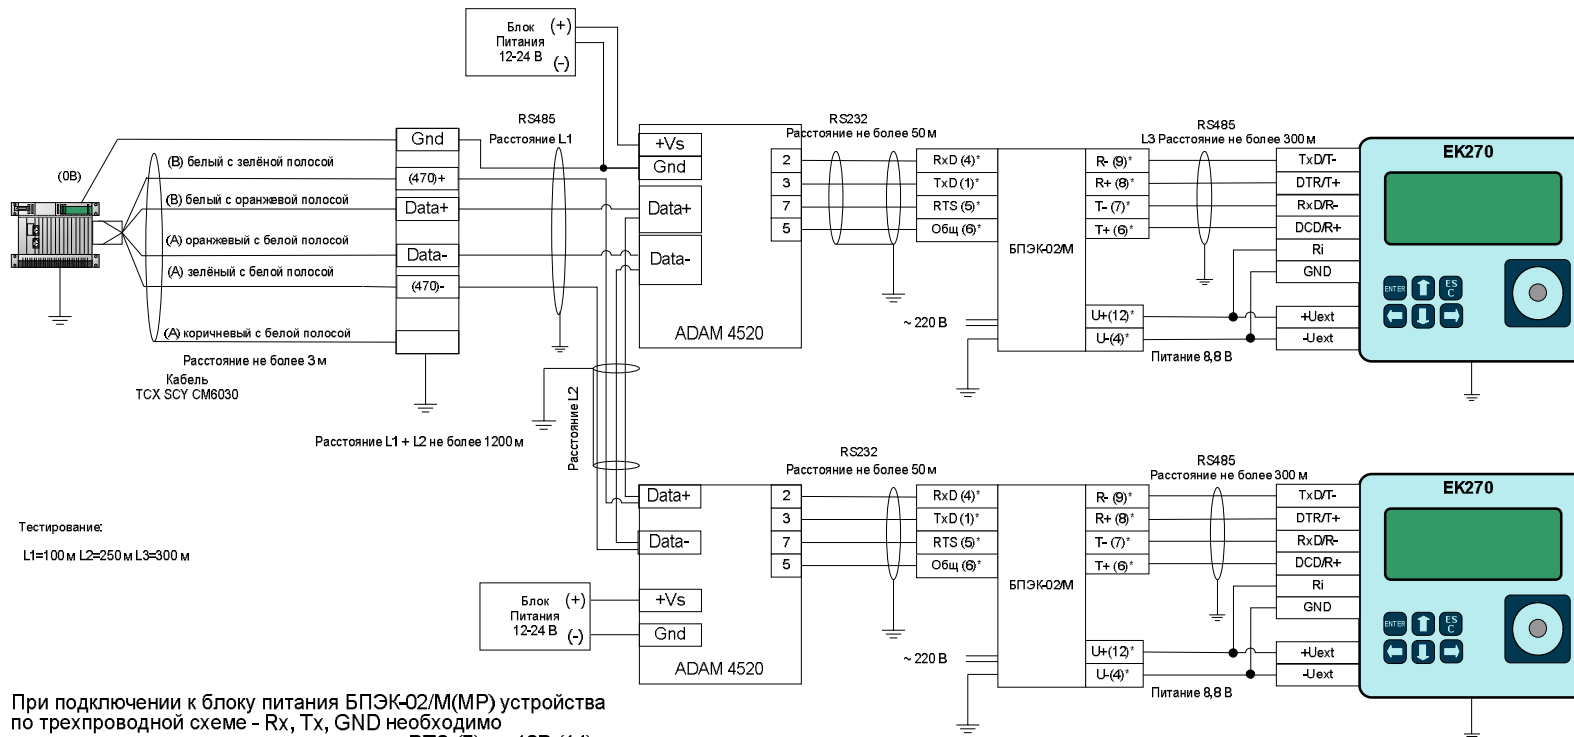 Блок (+)
Питания
12-24 В (-)
RS485
Расстояние L1
RS232
Расстояние не более 50 м
RS485
L3 Расстояние не более 300 м
(0В)
(B) белый с зелёной полосой
(B) белый с оранжевой полосой
(A) оранжевый с белой полосой
(A) зелёный с белой полосой
(A) коричневый с белой полосой
Расстояние не более 3 м
Кабель
TCX SCY CM6030
Gnd
(470)+
Data+
Data-
(470)-
+Vs
Gnd
Data+
Data-
ADAM 4520
2
3
7
5
RxD (4)*
TxD (1)*
RTS (5)*
Общ (6)*
БПЭК-02/М
~ 220 В
R- (9)*
R+ (8)*
T- (7)*
T+ (6)*
U+(12)*
U-(4)*
Питание 8,8 В
TxD/T-
DTR/T+
RxD/R-
DCD/R+
Ri
GND
+Uext
-Uext
EK270
ENTER
ES
C
Расстояние L1 + L2 не более 1200 м
Расстояние L2
Тестирование:
L1=100 м L2=250 м L3=300 м
RS232
Расстояние не более 50 м
RS485
Расстояние не более 300 м
Data+
Data-
+Vs
Gnd
ADAM 4520
Блок (+)
Питания
12-24 В (-)
2
3
7
5
RxD (4)*
TxD (1)*
RTS (5)*
Общ (6)*
БПЭК-02/М
~ 220 В
R- (9)*
R+ (8)*
T- (7)*
T+ (6)*
U+(12)*
U-(4)*
Питание 8,8 В
TxD/T-
DTR/T+
RxD/R-
DCD/R+
Ri
GND
+Uext
-Uext
EK270
ENTER
ES
C
При подключении к блоку питания БПЭК-02/М(МР) устройства
по трехпроводной схеме - Rx, Tx, GND необходимо